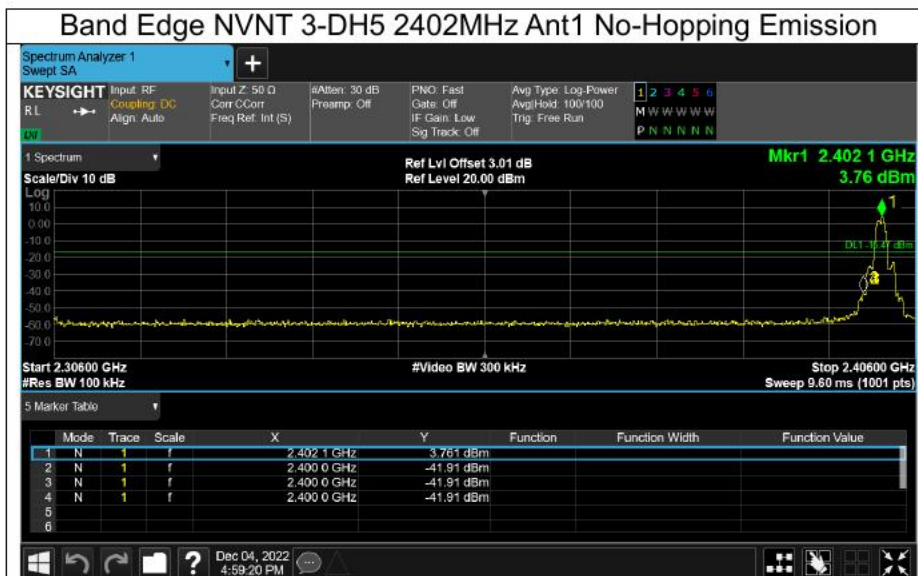 Band Edge NVNT 3-DH5 2402MHz Ant1 No-Hopping Emission
Spectrum Analyzer 1
Swept SA
+
KEYSIGHT Input: RF Input Z: 50 Ω #Atten: 30 dB PNO: Fast Avg Type: Log-Power 1 2 3 4 5 6
RL Coupling: DC Corr CCorr Preamp: Off Gate: Off Avg|Hold: 100/100 M W W W W W
Align: Auto Freq Ref: Int (S) IF Gain: Low Trig: Free Run
Sig Track: Off P N N N N N
1 Spectrum Ref Lvl Offset 3.01 dB Mkr1 2.402 1 GHz
Scale/Div 10 dB Ref Level 20.00 dBm 3.76 dBm
Log
10.0
0.00
-10.0
-20.0
-30.0
-40.0
-50.0
-60.0
-70.0
1
3
Start 2.30600 GHz #Video BW 300 kHz Stop 2.40600 GHz
#Res BW 100 kHz Sweep 9.60 ms (1001 pts)
5 Marker Table
Mode Trace Scale X Y Function Function Width Function Value
1 N 1 f 2.402 1 GHz 3.761 dBm
2 N 1 f 2.400 0 GHz -41.91 dBm
3 N 1 f 2.400 0 GHz -41.91 dBm
4 N 1 f 2.400 0 GHz -41.91 dBm
5
6
? Dec 04, 2022
4:59:20 PM